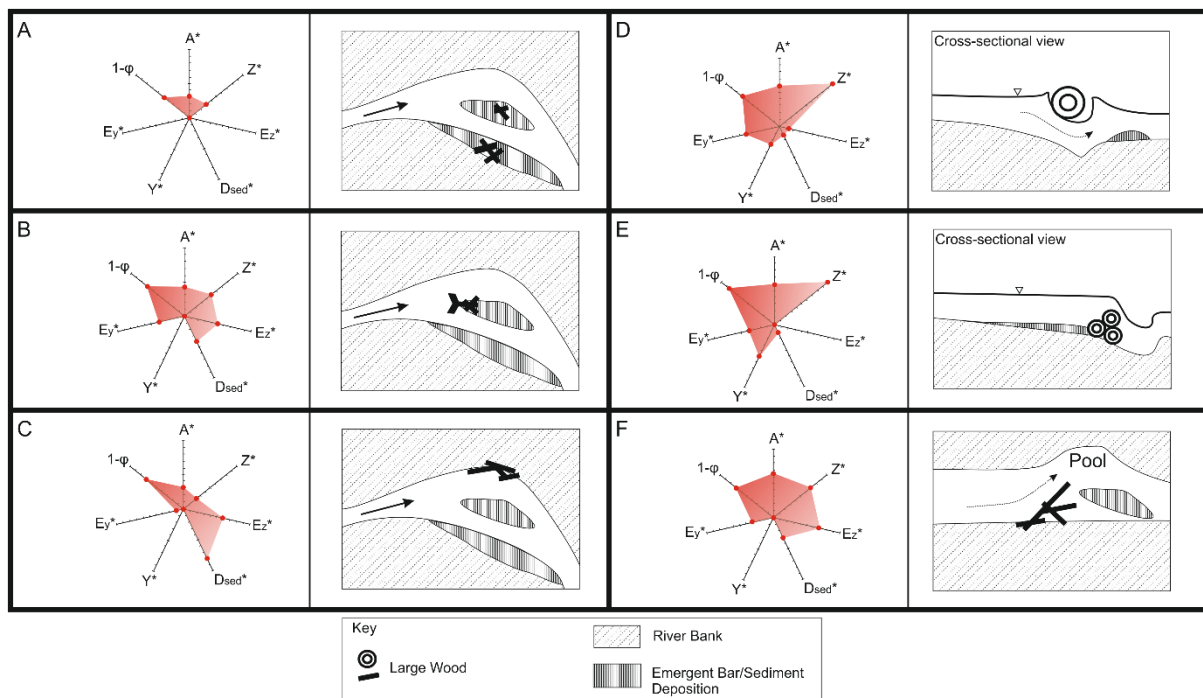 A
A*
1-φ
Z*
Ey*
Ez*
Y*
Dsed*
B
A*
1-φ
Z*
Ey*
Ez*
Y*
Dsed*
C
A*
1-φ
Z*
Ey*
Ez*
Y*
Dsed*
D
A*
1-φ
Z*
Ey*
Ez*
Y*
Dsed*
Cross-sectional view
E
A*
1-φ
Z*
Ey*
Ez*
Y*
Dsed*
Cross-sectional view
F
A*
1-φ
Z*
Ey*
Ez*
Y*
Dsed*
Pool
Key
Large Wood
River Bank
Emergent Bar/Sediment
Deposition